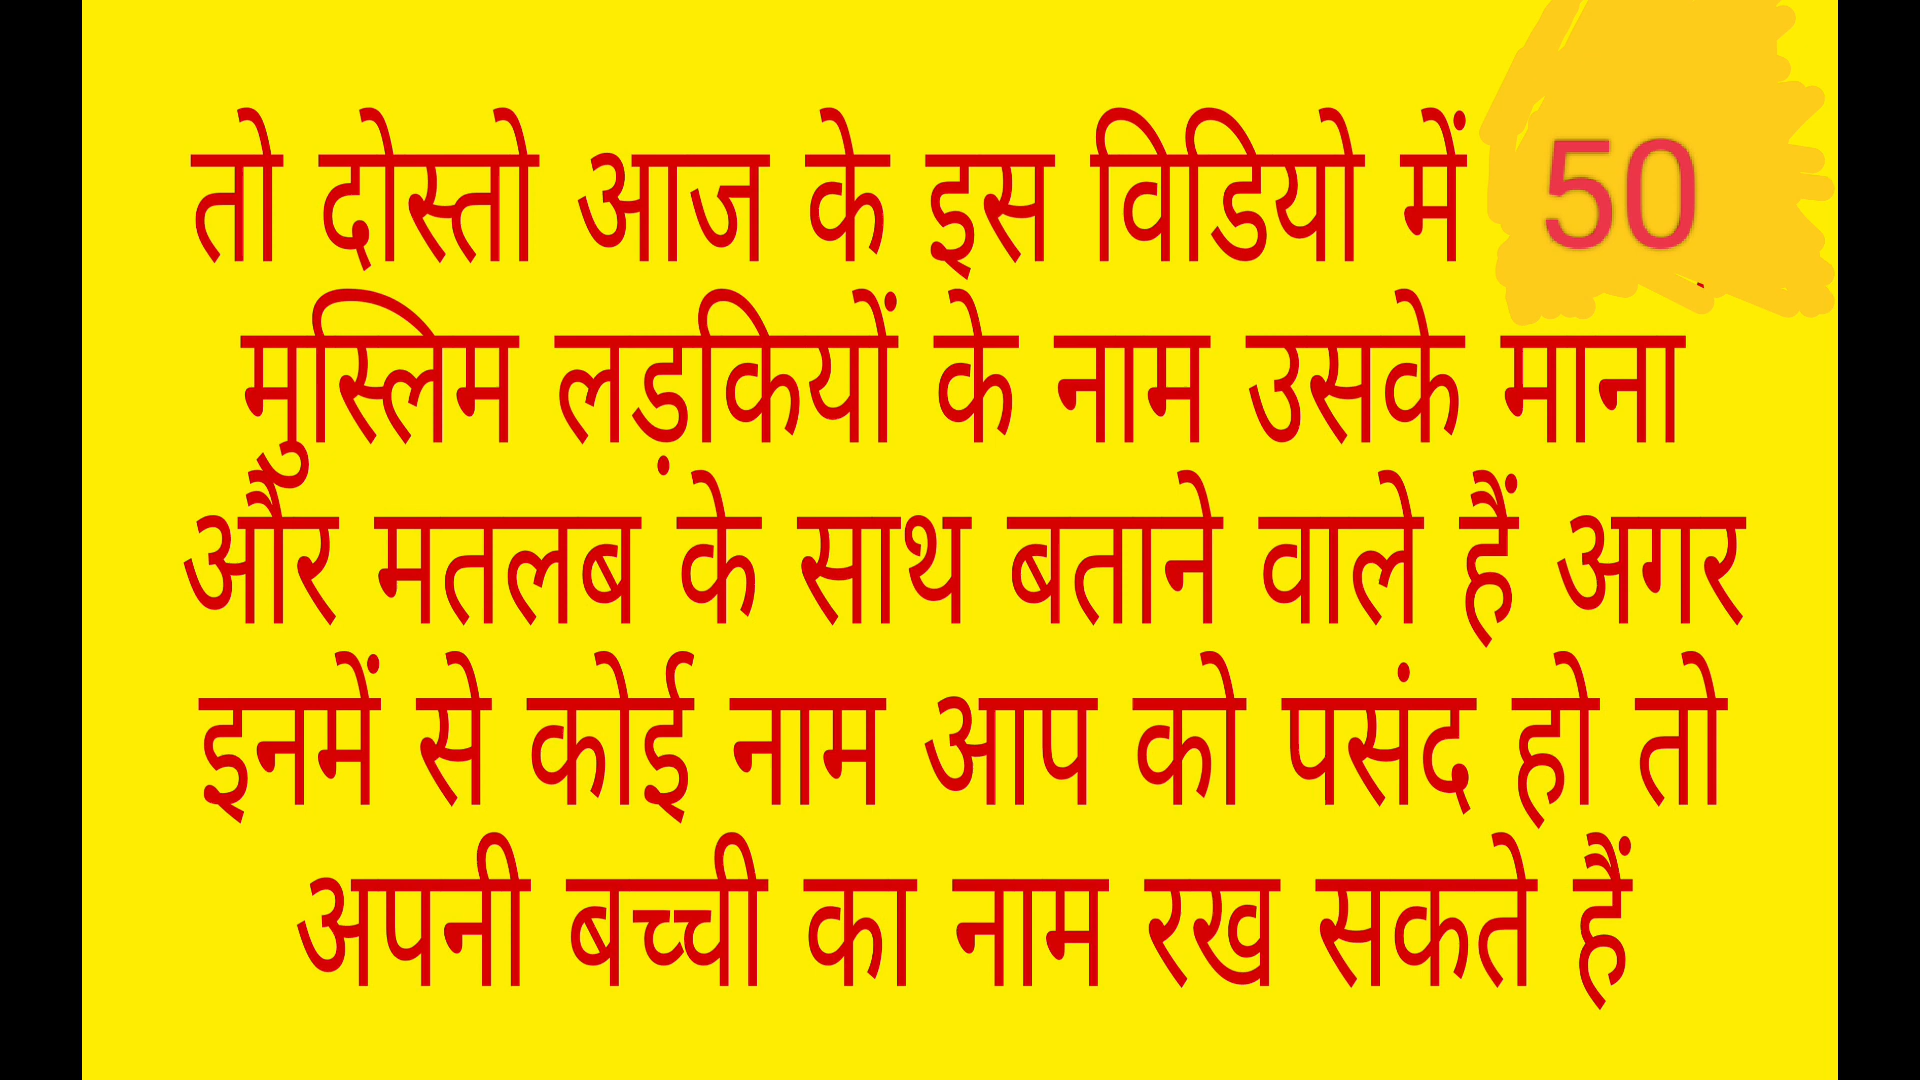 तो दोस्तो आज के इस विडियो में 50
मुस्लिम लड़कियों के नाम उसके माना
और मतलब के साथ बताने वाले हैं अगर
इनमें से कोई नाम आप को पसंद हो तो
अपनी बच्ची का नाम रख सकते हैं